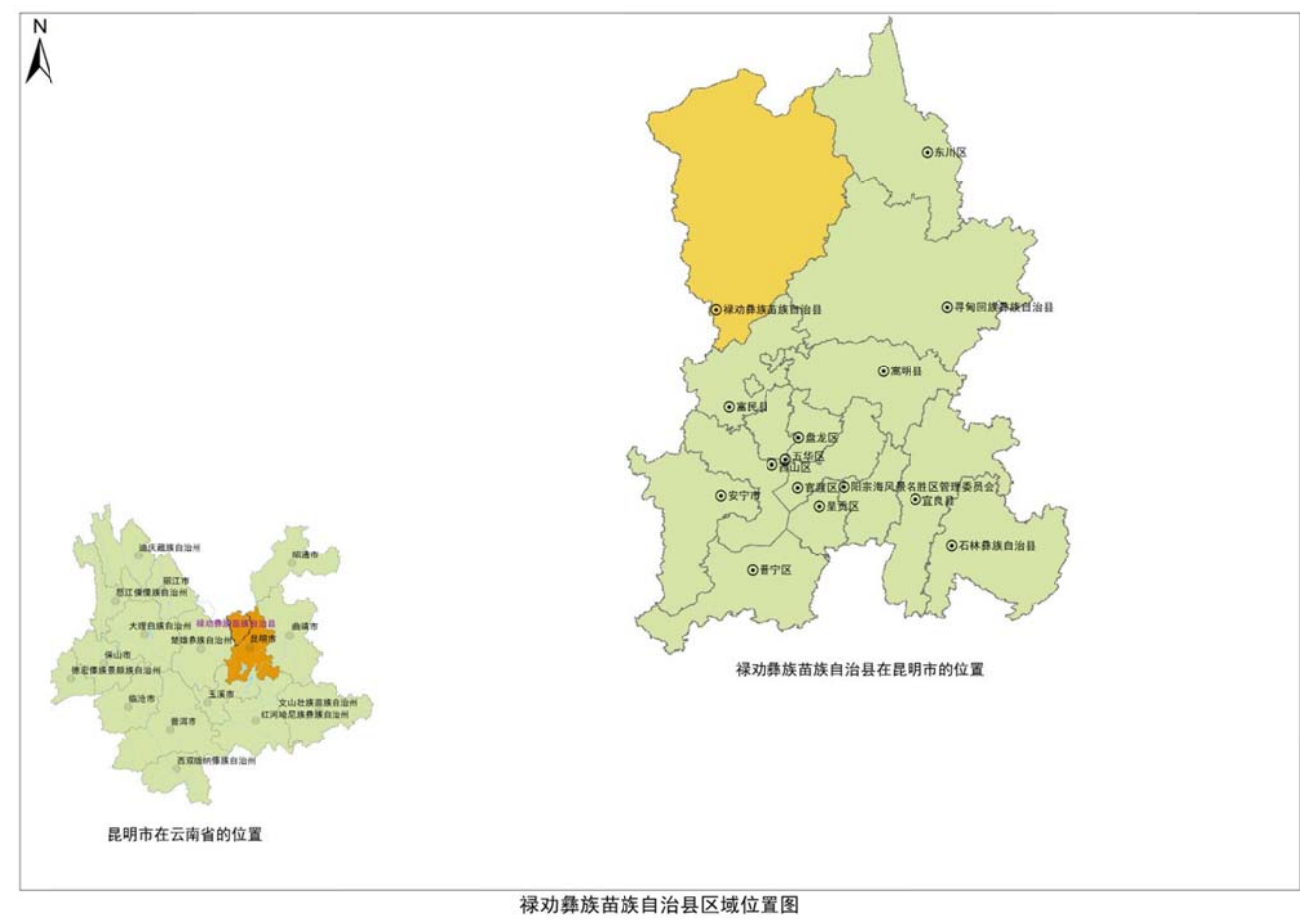 N
东川区
禄劝彝族苗族自治县
寻甸回族彝族自治县
嵩明县
富民县
盘龙区
五华区
西山区
安宁市
官渡区
阳宗海风景名胜区管理委员会
宜良县
呈贡区
石林彝族自治县
晋宁区
禄劝彝族苗族自治县在昆明市的位置
迪庆藏族自治州
昭通市
丽江市
怒江傈僳族自治州
大理白族自治州
禄劝彝族苗族自治县
曲靖市
楚雄彝族自治州
昆明市
保山市
德宏傣族景颇族自治州
临沧市
玉溪市
文山壮族苗族自治州
红河哈尼族彝族自治州
普洱市
西双版纳傣族自治州
昆明市在云南省的位置
禄劝彝族苗族自治县区域位置图